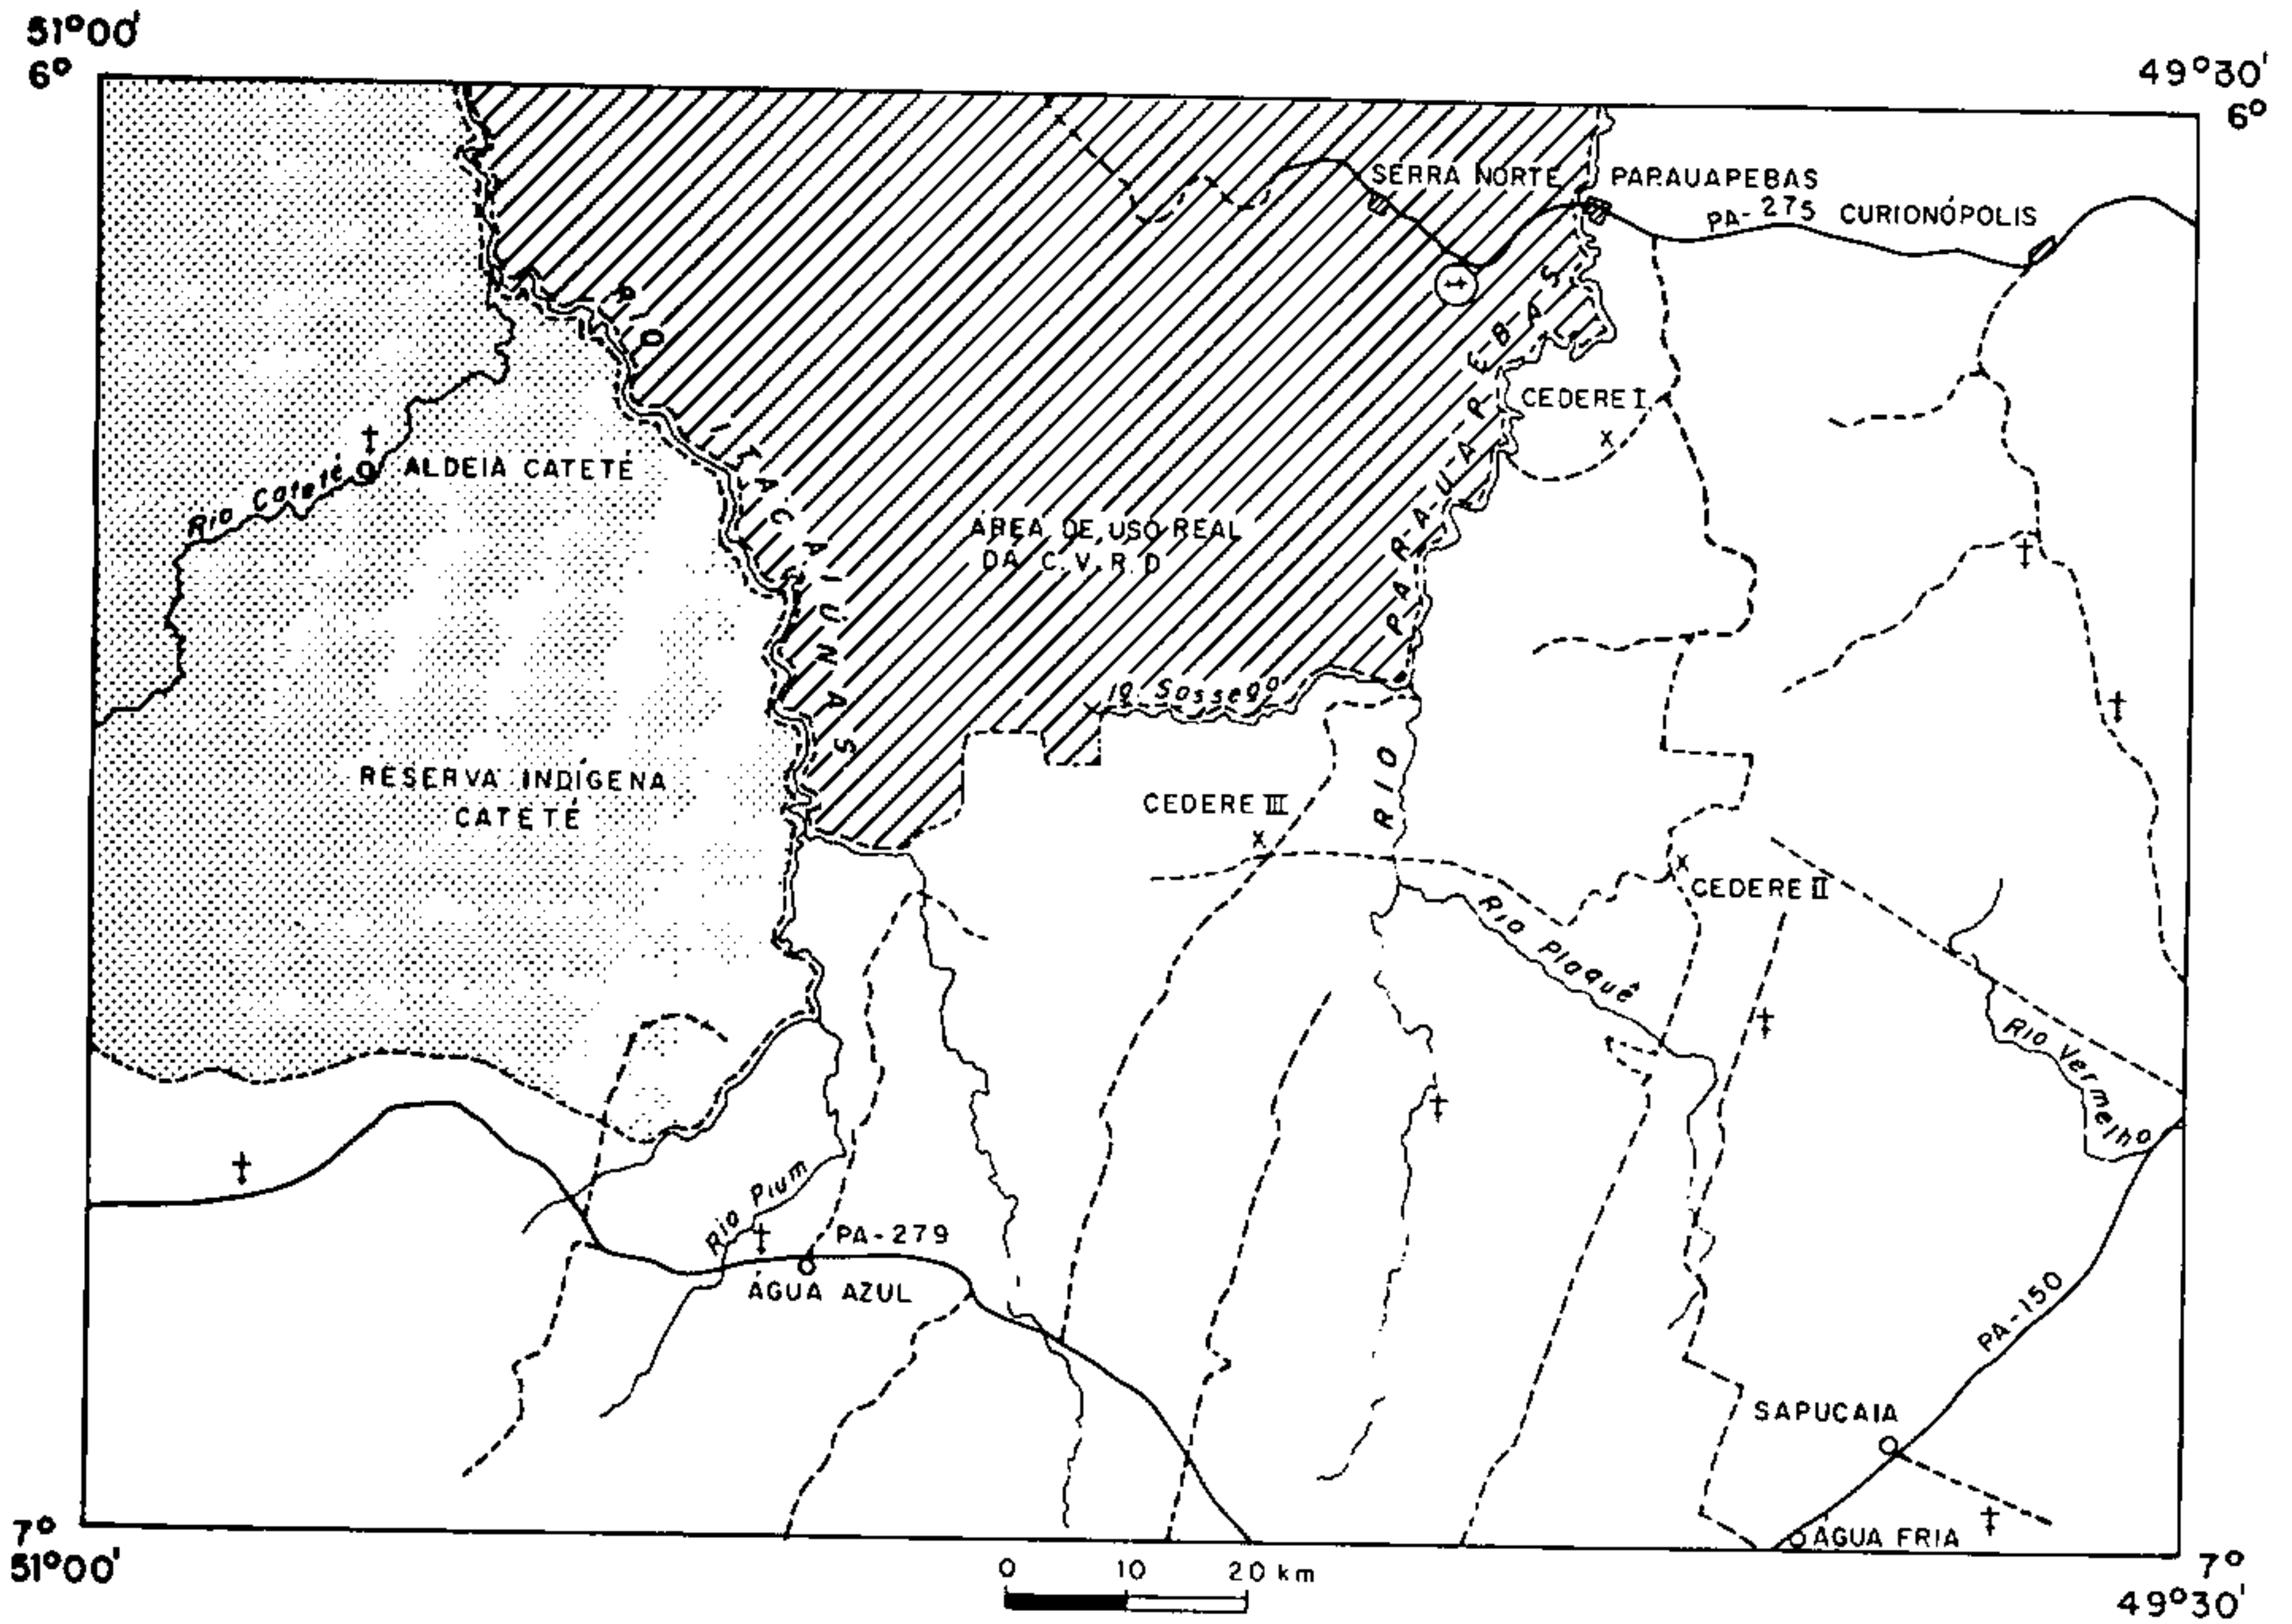 51°00'
6°
49°30'
6°
SERRA NORTE
PARAUAPEBAS
PA-275
CURIONÓPOLIS
RIO ITACAIÚNAS
CEDERE I
ALDEIA CATETÉ
Rio Cateté
ÁREA DE USO REAL
DA C.V.R.D
RIO PARAUAPEBAS
Ig. Sossego
RESERVA INDÍGENA
CATETÉ
CEDERE III
CEDERE II
Rio Plaquê
Rio Vermelho
Rio Pium
PA-279
ÁGUA AZUL
PA-150
SAPUCAIA
ÁGUA FRIA
7°
51°00'
0 10 20 km
7°
49°30'